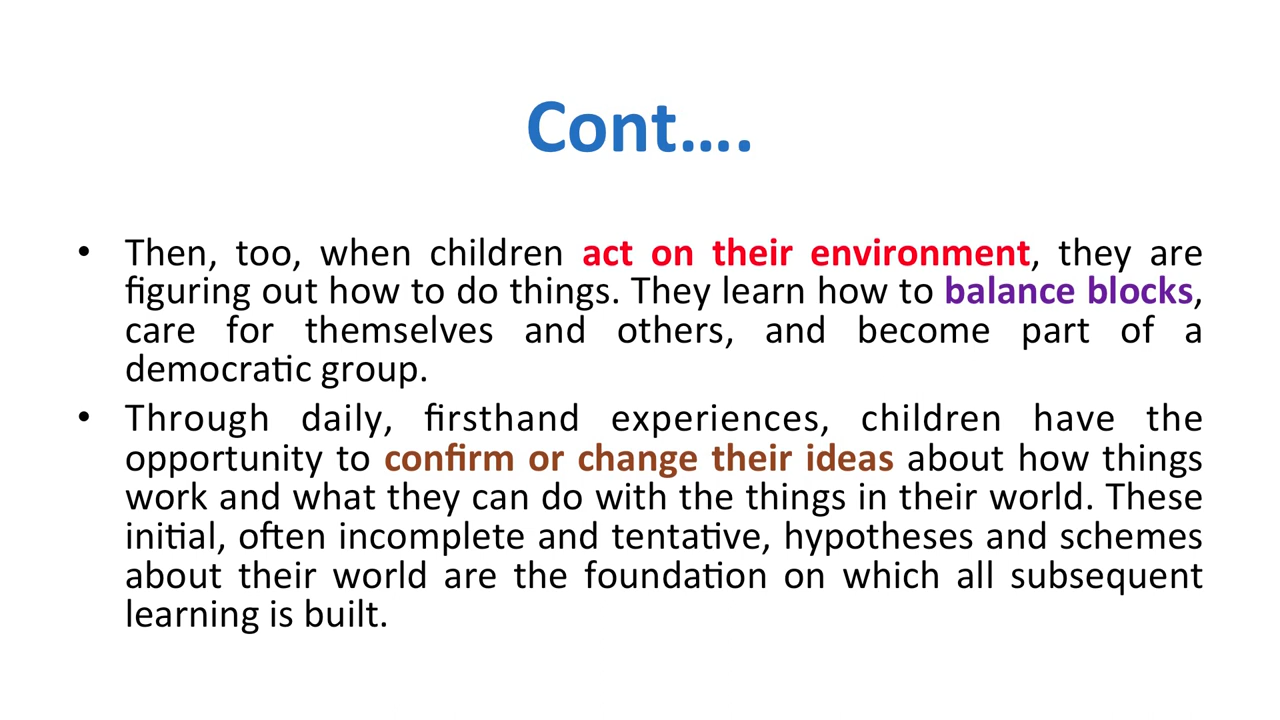 Cont....
• Then, too, when children act on their environment, they are
figuring out how to do things. They learn how to balance blocks,
care for themselves and others, and become part of a
democratic group.
• Through daily, firsthand experiences, children have the
opportunity to confirm or change their ideas about how things
work and what they can do with the things in their world. These
initial, often incomplete and tentative, hypotheses and schemes
about their world are the foundation on which all subsequent
learning is built.